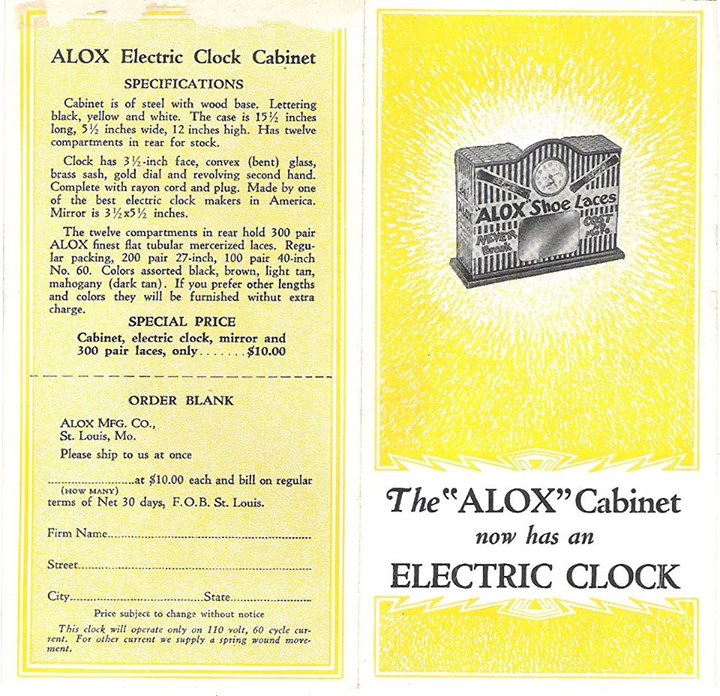 ALOX Electric Clock Cabinet
SPECIFICATIONS
Cabinet is of steel with wood base. Lettering
black, yellow and white. The case is 15½ inches
long, 5½ inches wide, 12 inches high. Has twelve
compartments in rear for stock.
Clock has 3½-inch face, convex (bent) glass,
brass sash, gold dial and revolving second hand.
Complete with rayon cord and plug. Made by one
of the best electric clock makers in America.
Mirror is 3½x5½ inches.
The twelve compartments in rear hold 300 pair
ALOX finest flat tubular mercerized laces. Regu-
lar packing, 200 pair 27-inch, 100 pair 40-inch
No. 60. Colors assorted black, brown, light tan,
mahogany (dark tan). If you prefer other lengths
and colors they will be furnished withut extra
charge.
SPECIAL PRICE
Cabinet, electric clock, mirror and
300 pair laces, only.......$10.00
ORDER BLANK
ALOX MFG. CO.,
St. Louis, Mo.
Please ship to us at once
........................at $10.00 each and bill on regular
(HOW MANY)
terms of Net 30 days, F.O.B. St. Louis.
Firm Name........................................................
Street................................................................
City....................................State............................
Price subject to change without notice
This clock will operate only on 110 volt, 60 cycle cur-
rent. For other current we supply a spring wound move-
ment.
"ALOX" Shoe Laces
NEVER
Break
COST
no
MORE
The "ALOX" Cabinet
now has an
ELECTRIC CLOCK